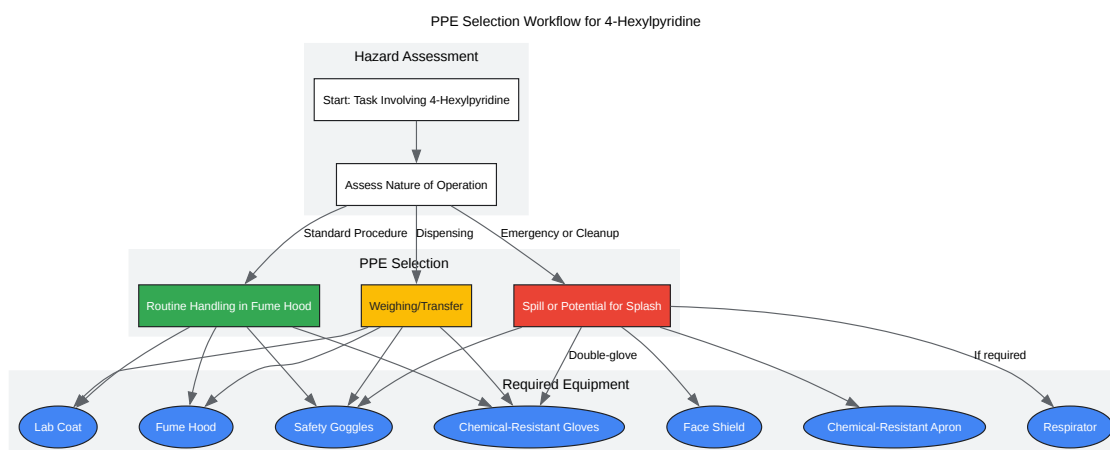 PPE Selection Workflow for 4-Hexylpyridine
Hazard Assessment
Start: Task Involving 4-Hexylpyridine
Assess Nature of Operation
Standard Procedure
Dispensing
Emergency or Cleanup
PPE Selection
Routine Handling in Fume Hood
Weighing/Transfer
Spill or Potential for Splash
Double-glove
If required
Required Equipment
Lab Coat
Fume Hood
Safety Goggles
Chemical-Resistant Gloves
Face Shield
Chemical-Resistant Apron
Respirator